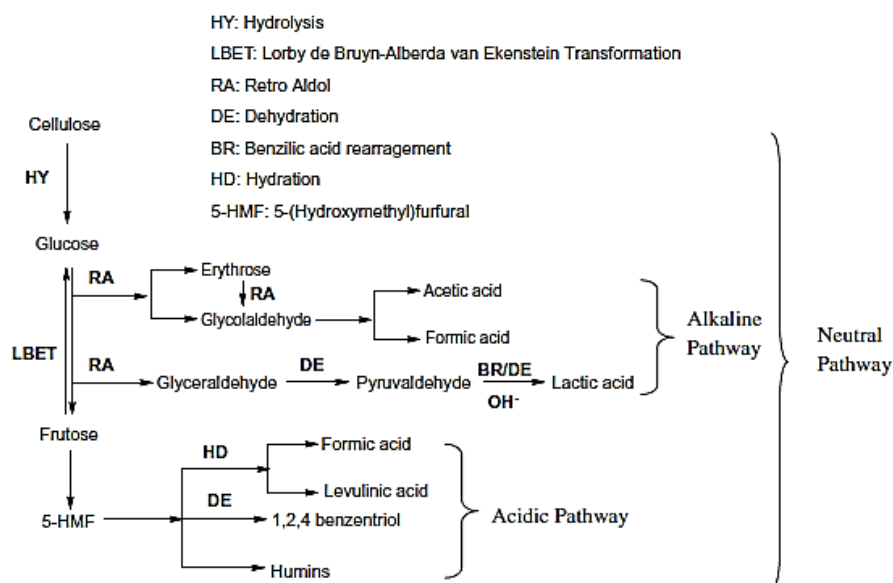 HY: Hydrolysis
LBET: Lorby de Bruyn-Alberda van Ekenstein Transformation
RA: Retro Aldol
DE: Dehydration
BR: Benzilic acid rearragement
HD: Hydration
5-HMF: 5-(Hydroxymethyl)furfural
Cellulose
HY
Glucose
RA
Erythrose
RA
Glycolaldehyde
Acetic acid
Formic acid
LBET
RA
Glyceraldehyde
DE
Pyruvaldehyde
BR/DE
OH-
Lactic acid
Alkaline
Pathway
Neutral
Pathway
Frutose
5-HMF
HD
Formic acid
Levulinic acid
DE
1,2,4 benzentriol
Humins
Acidic Pathway